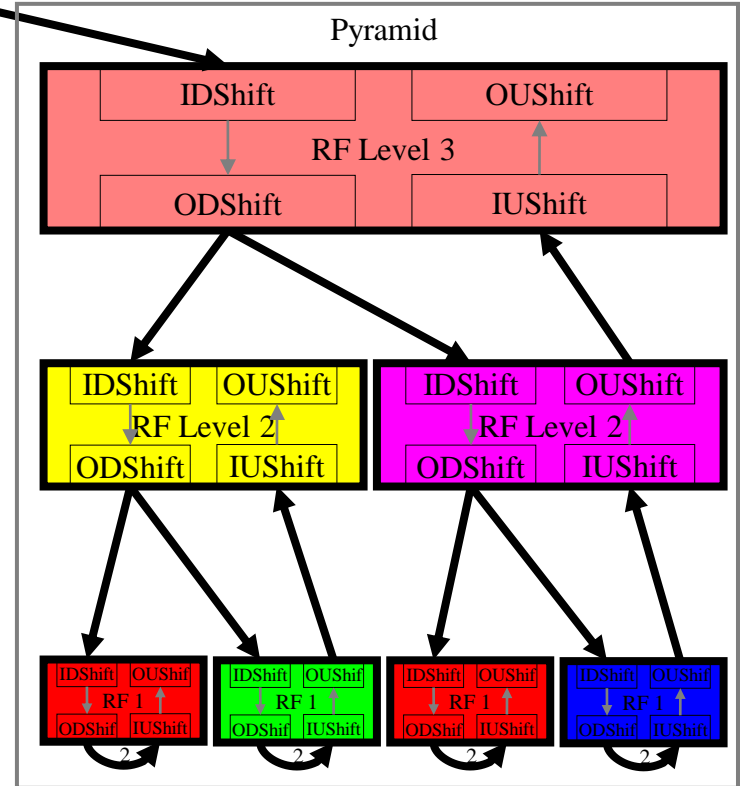 Pyramid
IDShift OUShift
RF Level 3
ODShift IUShift
IDShift OUShift IDShift OUShift
RF Level 2 RF Level 2
ODShift IUShift ODShift IUShift
IDShift OUShif IDShift OUShif IDShift OUShif IDShift OUShif
RF 1 RF 1 RF 1 RF 1
ODShif IUShift ODShif IUShift ODShif IUShift ODShif IUShift
2 2 2 2